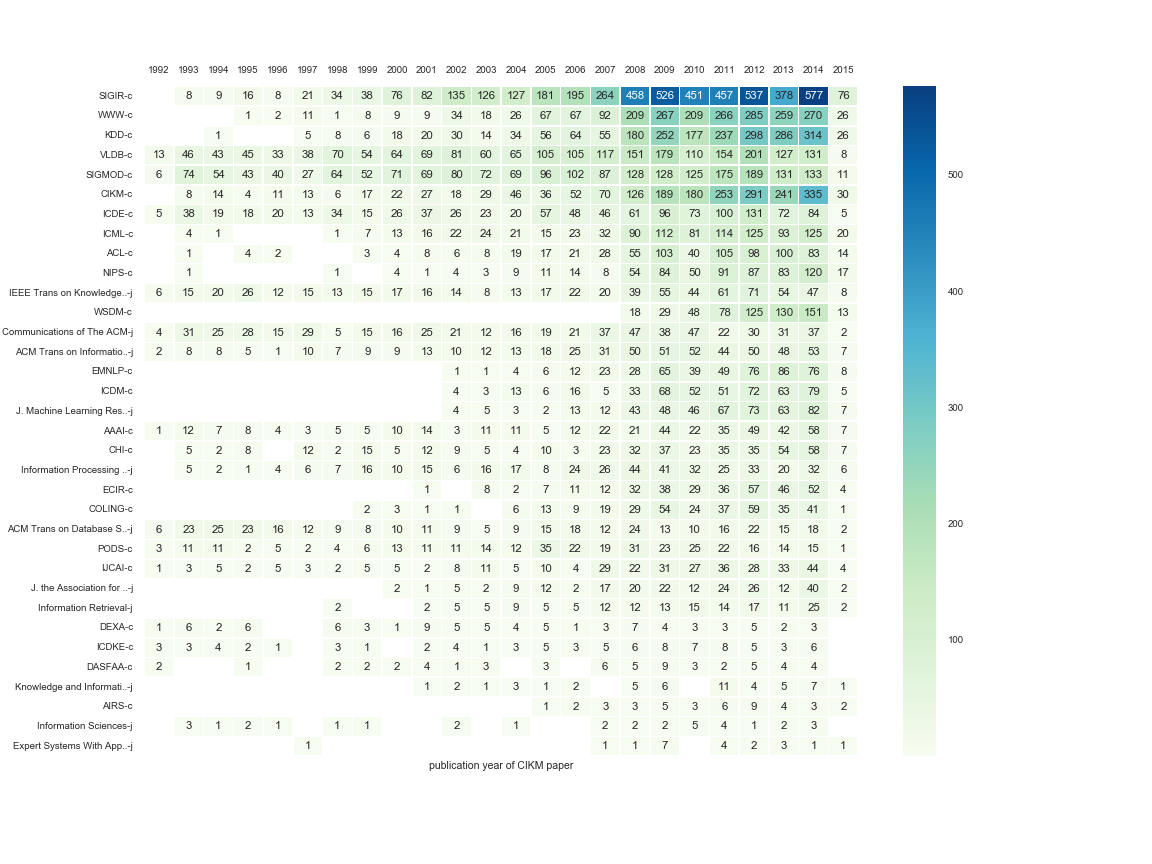 1992 1993 1994 1995 1996 1997 1998 1999 2000 2001 2002 2003 2004 2005 2006 2007 2008 2009 2010 2011 2012 2013 2014 2015
SIGIR-c 8 9 16 8 21 34 38 76 82 135 126 127 181 195 264 458 526 451 457 537 378 577 76
WWW-c 1 2 11 1 8 9 9 34 18 26 67 67 92 209 267 209 266 285 259 270 26
KDD-c 1 5 8 6 18 20 30 14 34 56 64 55 180 252 177 237 298 286 314 26
VLDB-c 13 46 43 45 33 38 70 54 64 69 81 60 65 105 105 117 151 179 110 154 201 127 131 8
SIGMOD-c 6 74 54 43 40 27 64 52 71 69 80 72 69 96 102 87 128 128 125 175 189 131 133 11
CIKM-c 8 14 4 11 13 6 17 22 27 18 29 46 36 52 70 126 189 180 253 291 241 335 30
500
ICDE-c 5 38 19 18 20 13 34 15 26 37 26 23 20 57 48 46 61 96 73 100 131 72 84 5
ICML-c 4 1 1 7 13 16 22 24 21 15 23 32 90 112 81 114 125 93 125 20
ACL-c 1 4 2 3 4 8 6 8 19 17 21 28 55 103 40 105 98 100 83 14
NIPS-c 1 1 4 1 4 3 9 11 14 8 54 84 50 91 87 83 120 17
IEEE Trans on Knowledge..-j 6 15 20 26 12 15 13 15 17 16 14 8 13 17 22 20 39 55 44 61 71 54 47 8
400
WSDM-c 18 29 48 78 125 130 151 13
Communications of The ACM-j 4 31 25 28 15 29 5 15 16 25 21 12 16 19 21 37 47 38 47 22 30 31 37 2
ACM Trans on Informatio..-j 2 8 8 5 1 10 7 9 9 13 10 12 13 18 25 31 50 51 52 44 50 48 53 7
EMNLP-c 1 1 4 6 12 23 28 65 39 49 76 86 76 8
ICDM-c 4 3 13 6 16 5 33 68 52 51 72 63 79 5
J. Machine Learning Res..-j 4 5 3 2 13 12 43 48 46 67 73 63 82 7
300
AAAI-c 1 12 7 8 4 3 5 5 10 14 3 11 11 5 12 22 21 44 22 35 49 42 58 7
CHI-c 5 2 8 12 2 15 5 12 9 5 4 10 3 23 32 37 23 35 35 54 58 7
Information Processing ..-j 5 2 1 4 6 7 16 10 15 6 16 17 8 24 26 44 41 32 25 33 20 32 6
ECIR-c 1 8 2 7 11 12 32 38 29 36 57 46 52 4
COLING-c 2 3 1 1 6 13 9 19 29 54 24 37 59 35 41 1
200
ACM Trans on Database S..-j 6 23 25 23 16 12 9 8 10 11 9 5 9 15 18 12 24 13 10 16 22 15 18 2
PODS-c 3 11 11 2 5 2 4 6 13 11 11 14 12 35 22 19 31 23 25 22 16 14 15 1
IJCAI-c 1 3 5 2 5 3 2 5 5 2 8 11 5 10 4 29 22 31 27 36 28 33 44 4
J. the Association for ..-j 2 1 5 2 9 12 2 17 20 22 12 24 26 12 40 2
Information Retrieval-j 2 2 5 5 9 5 5 12 12 13 15 14 17 11 25 2
DEXA-c 1 6 2 6 6 3 1 9 5 5 4 5 1 3 7 4 3 3 5 2 3
100
ICDKE-c 3 3 4 2 1 3 1 2 4 1 3 5 3 5 6 8 7 8 5 3 6
DASFAA-c 2 1 2 2 2 4 1 3 3 6 5 9 3 2 5 4 4
Knowledge and Informati..-j 1 2 1 3 1 2 5 6 11 4 5 7 1
AIRS-c 1 2 3 3 5 3 6 9 4 3 2
Information Sciences-j 3 1 2 1 1 1 2 1 2 2 2 5 4 1 2 3
Expert Systems With App..-j 1 1 1 7 4 2 3 1 1
publication year of CIKM paper